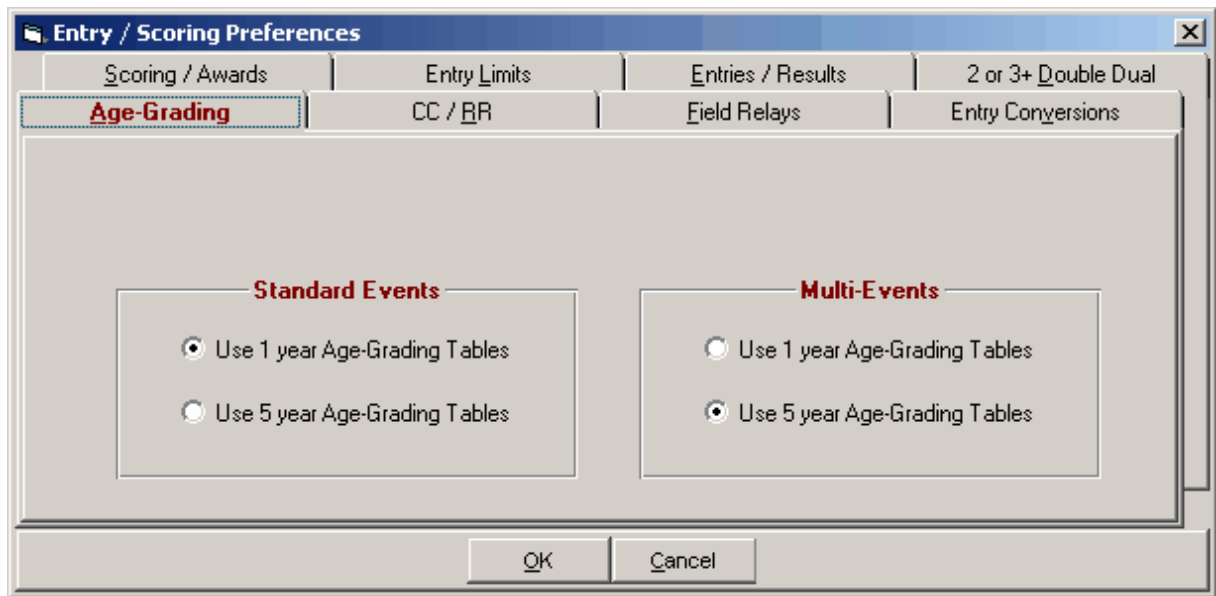 Entry / Scoring Preferences
Scoring / Awards Entry Limits Entries / Results 2 or 3+ Double Dual
Age-Grading CC / RR Field Relays Entry Conversions
Standard Events Multi-Events
Use 1 year Age-Grading Tables Use 1 year Age-Grading Tables
Use 5 year Age-Grading Tables Use 5 year Age-Grading Tables
OK Cancel